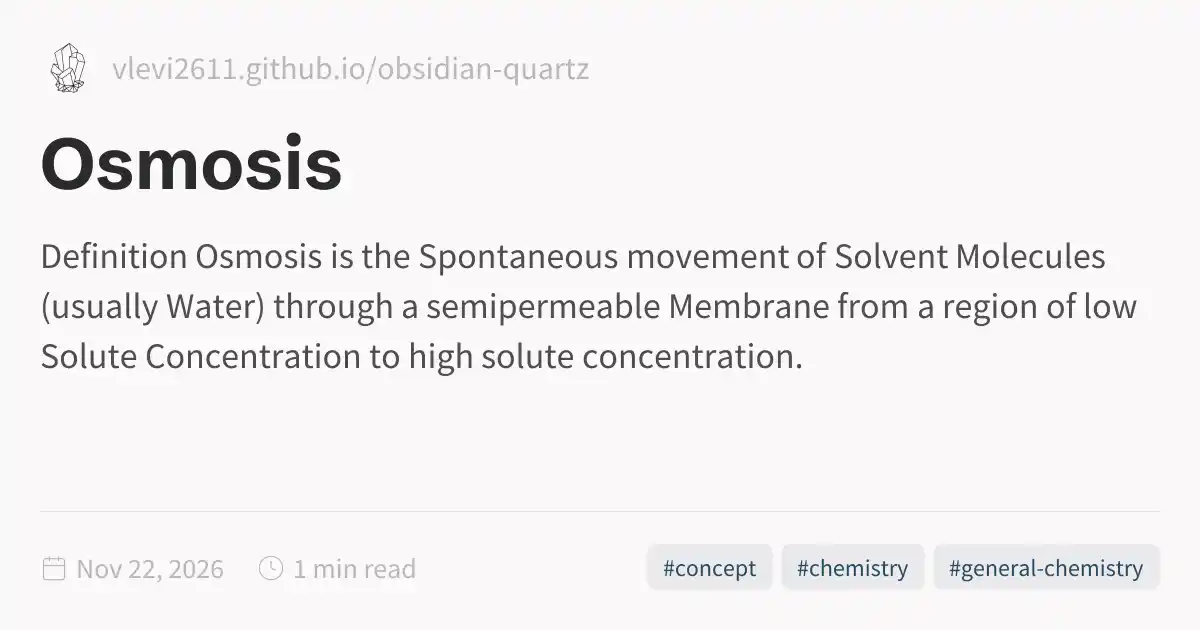 vlevi2611.github.io/obsidian-quartz
Osmosis
Definition Osmosis is the Spontaneous movement of Solvent Molecules
(usually Water) through a semipermeable Membrane from a region of low
Solute Concentration to high solute concentration.
Nov 22, 2026 1 min read #concept #chemistry #general-chemistry